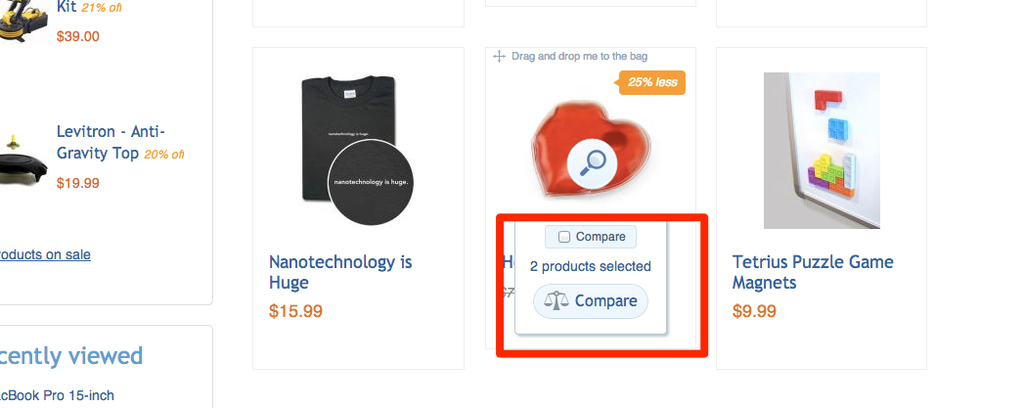 Kit 21% off
$39.00
Levitron - Anti-
Gravity Top 20% off
$19.99
roducts on sale
cently viewed
acBook Pro 15-inch
nanotechnology is huge.
nanotechnology is huge.
Nanotechnology is
Huge
$15.99
Drag and drop me to the bag
25% less
Compare
2 products selected
Compare
Tetrius Puzzle Game
Magnets
$9.99